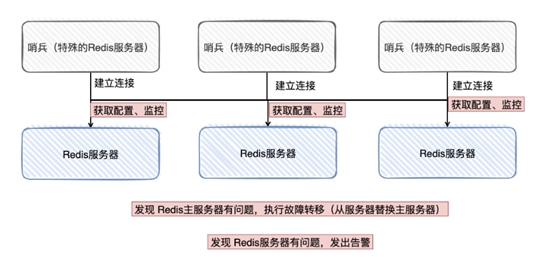 哨兵（特殊的Redis服务器）
哨兵（特殊的Redis服务器）
哨兵（特殊的Redis服务器）
建立连接
建立连接
建立连接
获取配置、监控
获取配置、监控
获取配置、监控
Redis服务器
Redis服务器
Redis服务器
发现 Redis主服务器有问题，执行故障转移（从服务器替换主服务器）
发现 Redis服务器有问题，发出告警